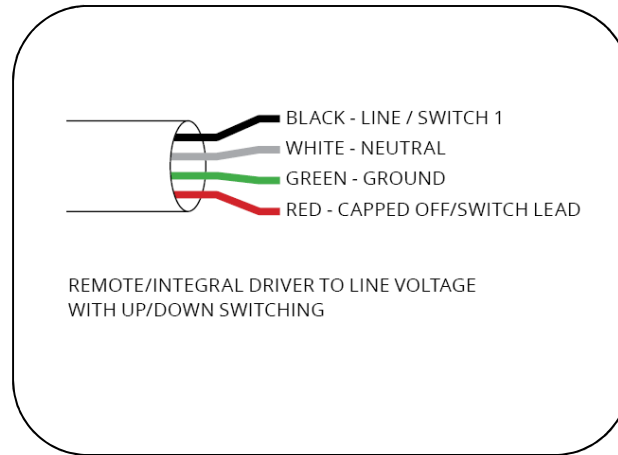 BLACK - LINE / SWITCH 1
WHITE - NEUTRAL
GREEN - GROUND
RED - CAPPED OFF/SWITCH LEAD
REMOTE/INTEGRAL DRIVER TO LINE VOLTAGE
WITH UP/DOWN SWITCHING